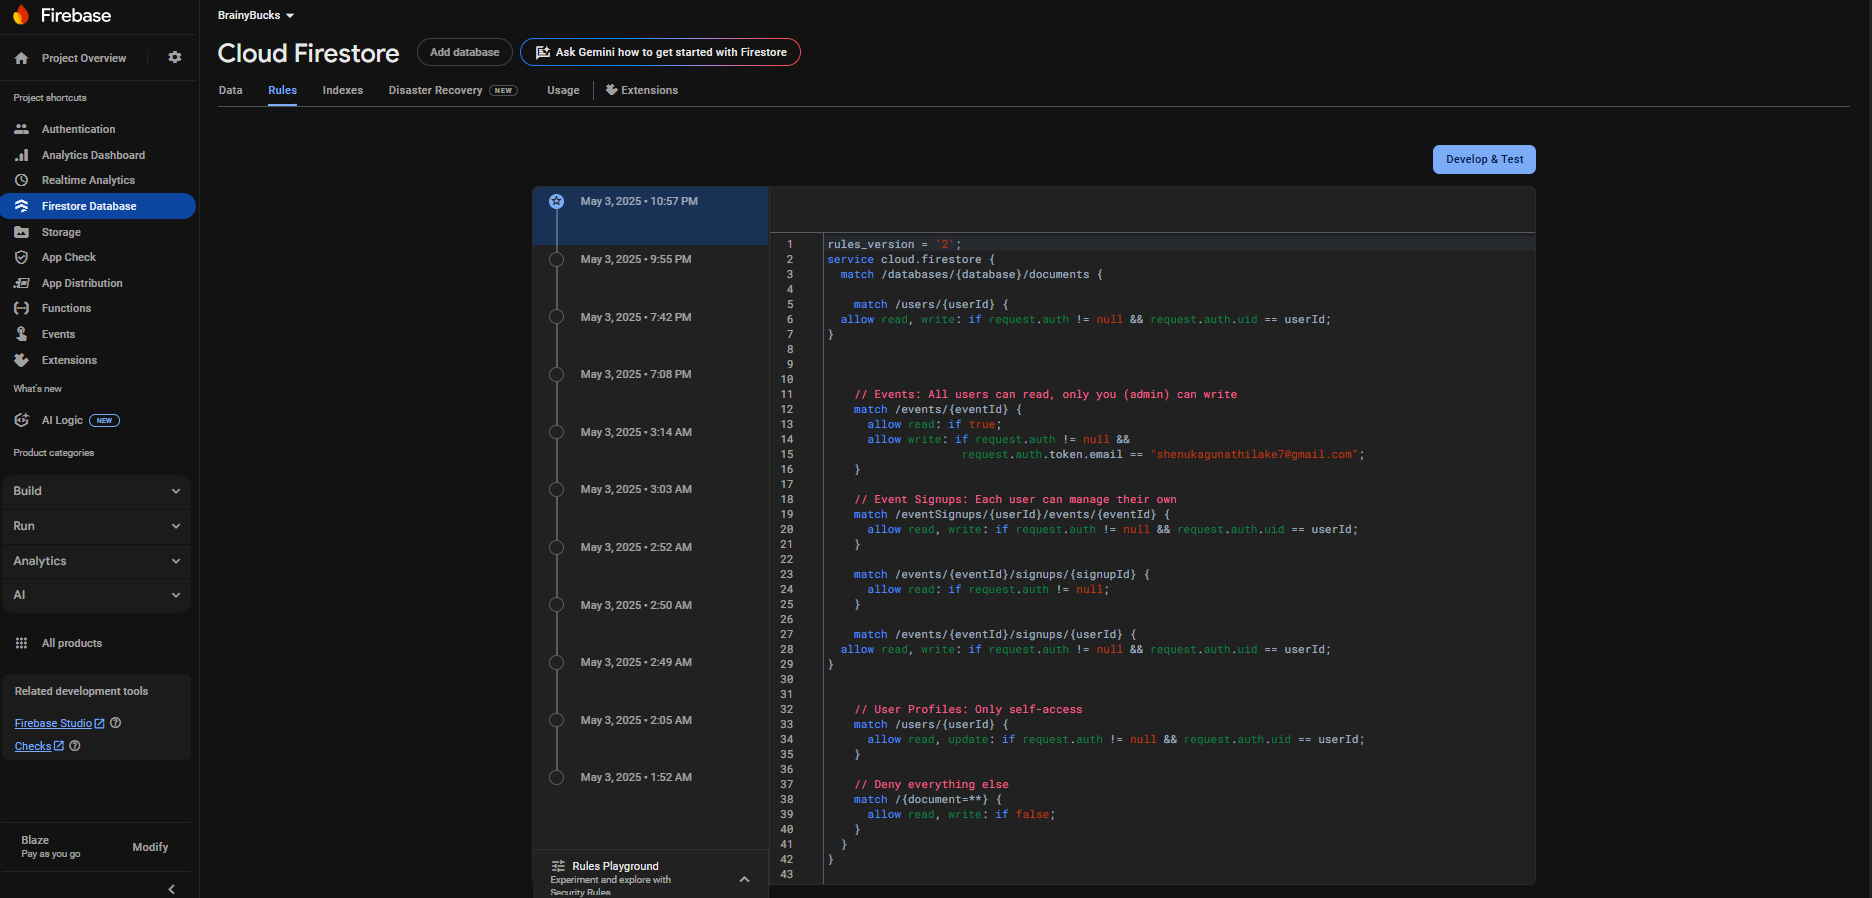 Firebase
Project Overview
Project shortcuts
Authentication
Analytics Dashboard
Realtime Analytics
Firestore Database
Storage
App Check
App Distribution
Functions
Events
Extensions
What's new
AI Logic NEW
Product categories
Build
Run
Analytics
AI
All products
Related development tools
Firebase Studio
Checks
Blaze
Pay as you go
Modify
BrainyBucks
Cloud Firestore
Add database
Ask Gemini how to get started with Firestore
Data Rules Indexes Disaster Recovery NEW Usage Extensions
Develop & Test
May 3, 2025 • 10:57 PM
May 3, 2025 • 9:55 PM
May 3, 2025 • 7:42 PM
May 3, 2025 • 7:08 PM
May 3, 2025 • 3:14 AM
May 3, 2025 • 3:03 AM
May 3, 2025 • 2:52 AM
May 3, 2025 • 2:50 AM
May 3, 2025 • 2:49 AM
May 3, 2025 • 2:05 AM
May 3, 2025 • 1:52 AM
Rules Playground
Experiment and explore with
Security Rules
1 rules_version = '2';
2 service cloud.firestore {
3   match /databases/{database}/documents {
4
5     match /users/{userId} {
6   allow read, write: if request.auth != null && request.auth.uid == userId;
7 }
8
9
10
11     // Events: All users can read, only you (admin) can write
12     match /events/{eventId} {
13       allow read: if true;
14       allow write: if request.auth != null &&
15                     request.auth.token.email == "shenukagunathilake7@gmail.com";
16     }
17
18     // Event Signups: Each user can manage their own
19     match /eventSignups/{userId}/events/{eventId} {
20       allow read, write: if request.auth != null && request.auth.uid == userId;
21     }
22
23     match /events/{eventId}/signups/{signupId} {
24       allow read: if request.auth != null;
25     }
26
27     match /events/{eventId}/signups/{userId} {
28   allow read, write: if request.auth != null && request.auth.uid == userId;
29 }
30
31
32     // User Profiles: Only self-access
33     match /users/{userId} {
34       allow read, update: if request.auth != null && request.auth.uid == userId;
35     }
36
37     // Deny everything else
38     match /{document=**} {
39       allow read, write: if false;
40     }
41   }
42 }
43